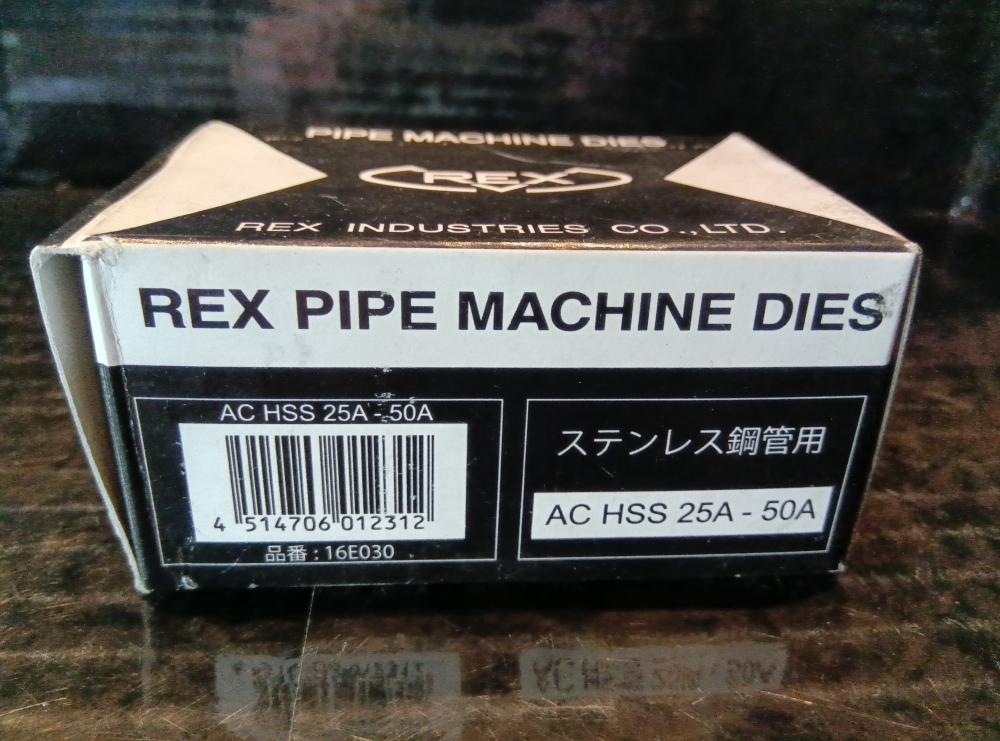 PIPE MACHINE DIES
REX
REX INDUSTRIES CO.,LTD.
REX PIPE MACHINE DIES
AC HSS 25A - 50A
4 514706 012312
品番 : 16E030
ステンレス鋼管用
AC HSS 25A - 50A